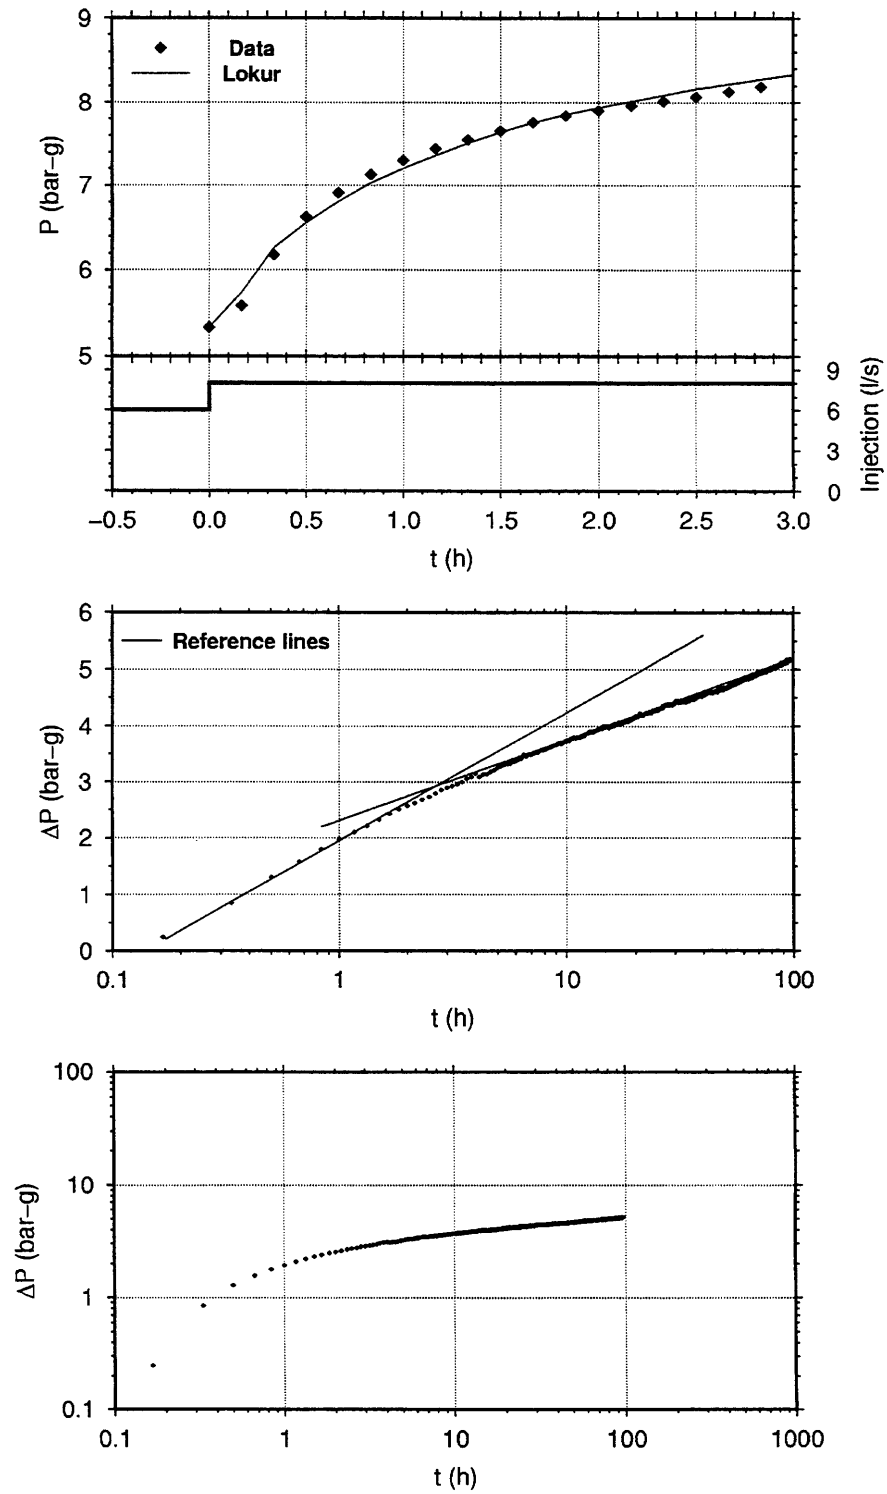 9
Data
Lokur
8
7
6
5
P (bar−g)
9
6
3
0
Injection (l/s)
−0.5 0.0 0.5 1.0 1.5 2.0 2.5 3.0
t (h)
6
Reference lines
5
4
3
2
1
0
ΔP (bar−g)
0.1 1 10 100
t (h)
100
10
1
0.1
ΔP (bar−g)
0.1 1 10 100 1000
t (h)